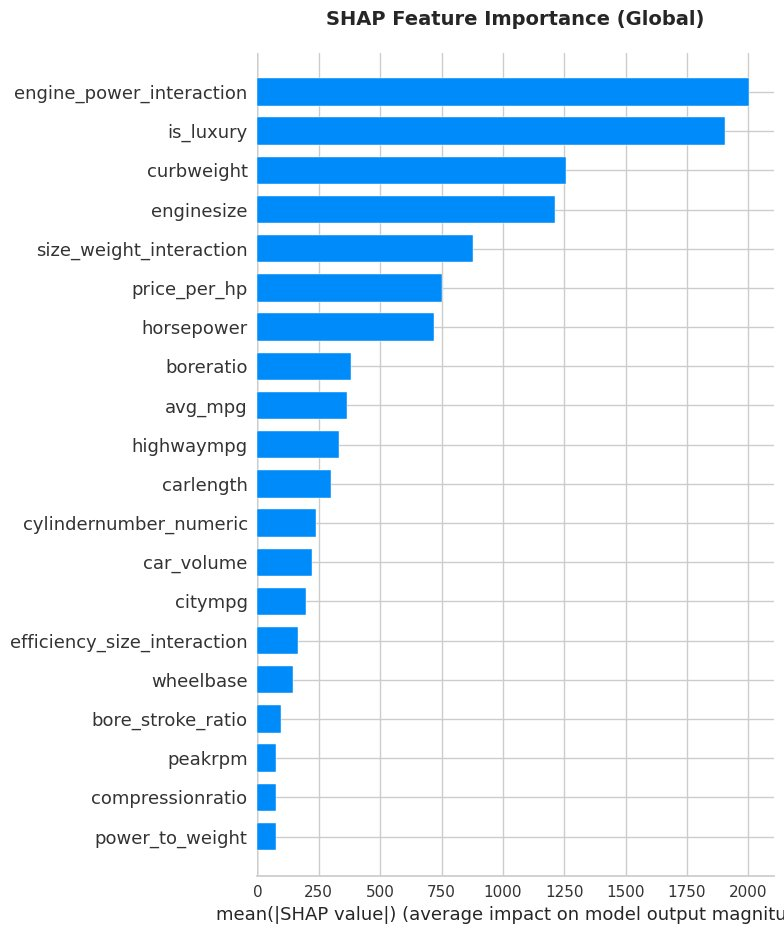 SHAP Feature Importance (Global)
engine_power_interaction
is_luxury
curbweight
enginesize
size_weight_interaction
price_per_hp
horsepower
boreratio
avg_mpg
highwaympg
carlength
cylindernumber_numeric
car_volume
citympg
efficiency_size_interaction
wheelbase
bore_stroke_ratio
peakrpm
compressionratio
power_to_weight
0 250 500 750 1000 1250 1500 1750 2000
mean(|SHAP value|) (average impact on model output magnitu